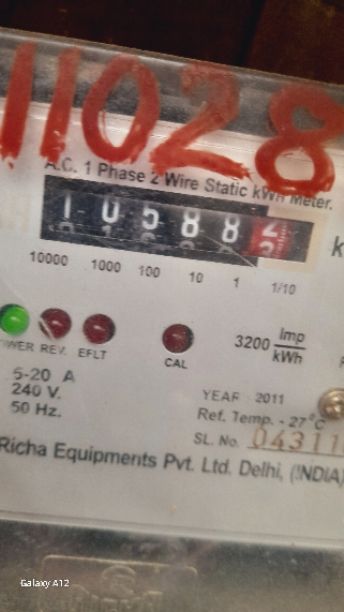 11028
A.C. 1 Phase 2 Wire Static kWh Meter.
1 0 5 8 8 2
10000 1000 100 10 1 1/10
3200 Imp/kWh
REV. EFLT CAL
5-20 A
240 V.
50 Hz.
YEAR 2011
Ref. Temp. - 27°C
SL. No.
Richa Equipments Pvt. Ltd. Delhi, (INDIA)
Galaxy A12